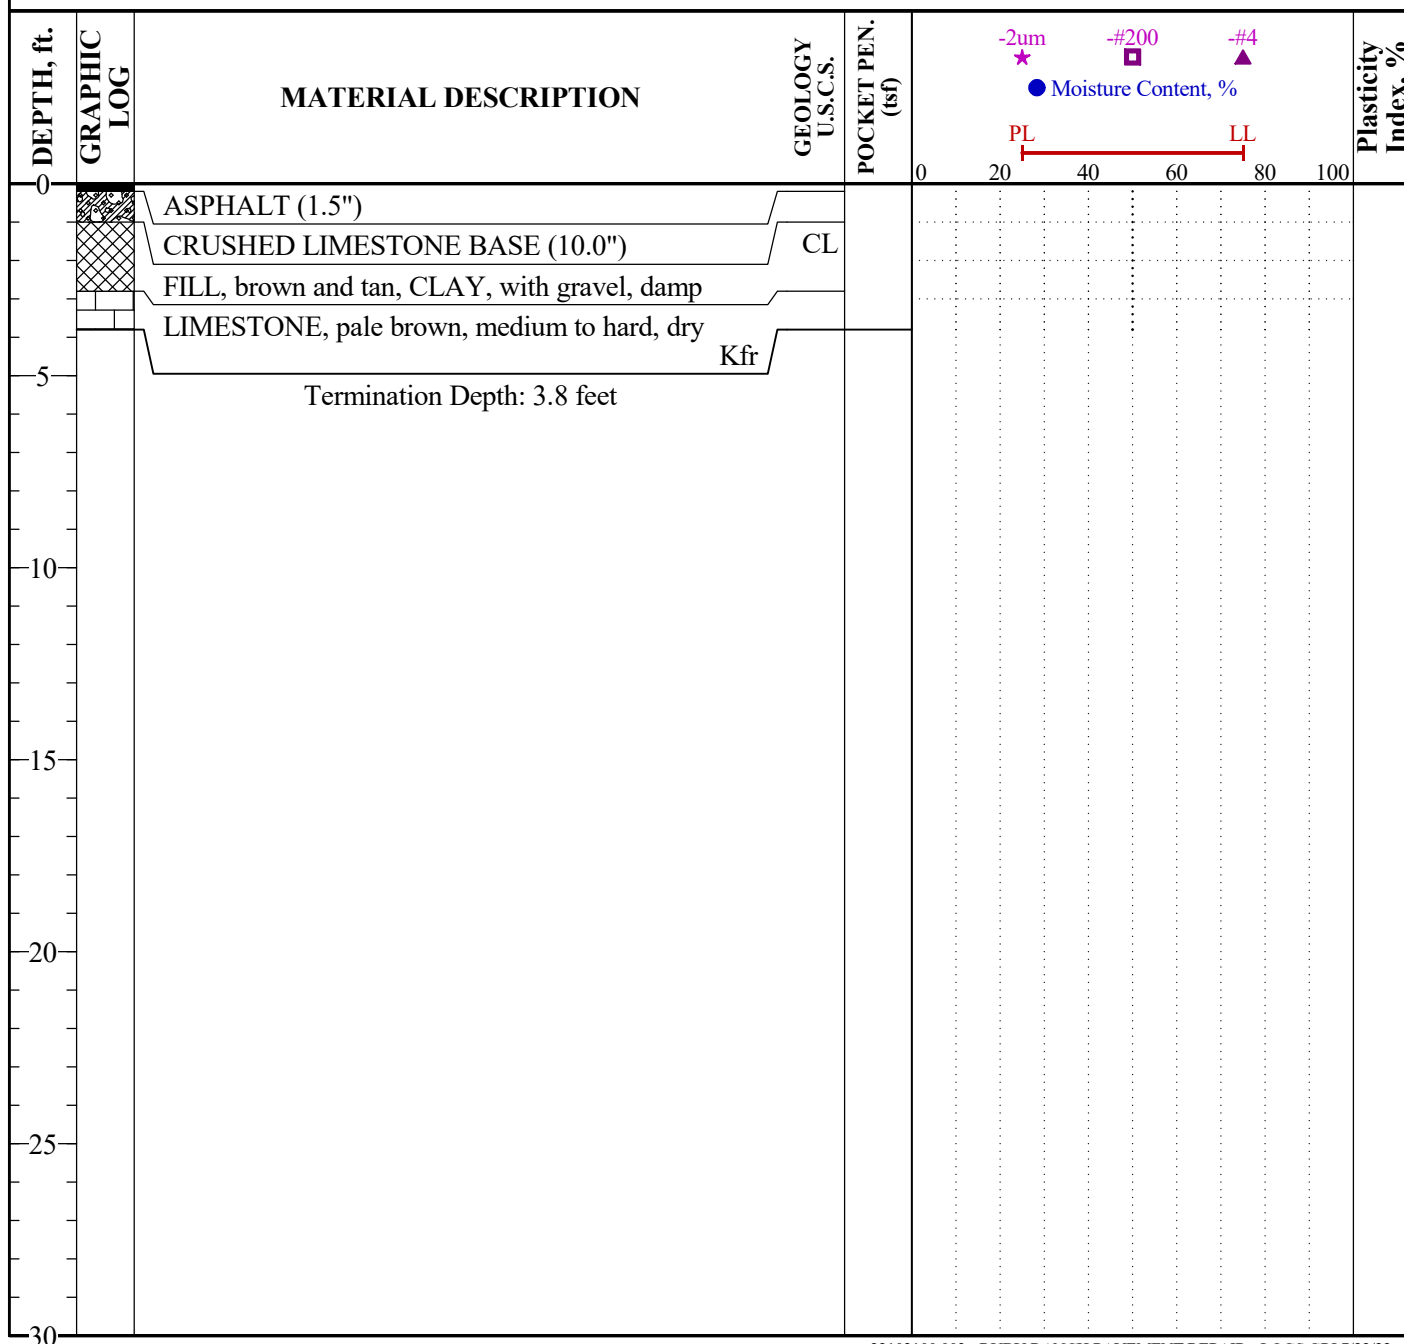 DEPTH, ft.
GRAPHIC
LOG
MATERIAL DESCRIPTION
GEOLOGY
U.S.C.S.
POCKET PEN.
(tsf)
-2um -#200 -#4
Moisture Content, %
PL LL
0 20 40 60 80 100
Plasticity
Index, %
0
ASPHALT (1.5")
CRUSHED LIMESTONE BASE (10.0") CL
FILL, brown and tan, CLAY, with gravel, damp
LIMESTONE, pale brown, medium to hard, dry
Kfr
5
Termination Depth: 3.8 feet
10
15
20
25
30